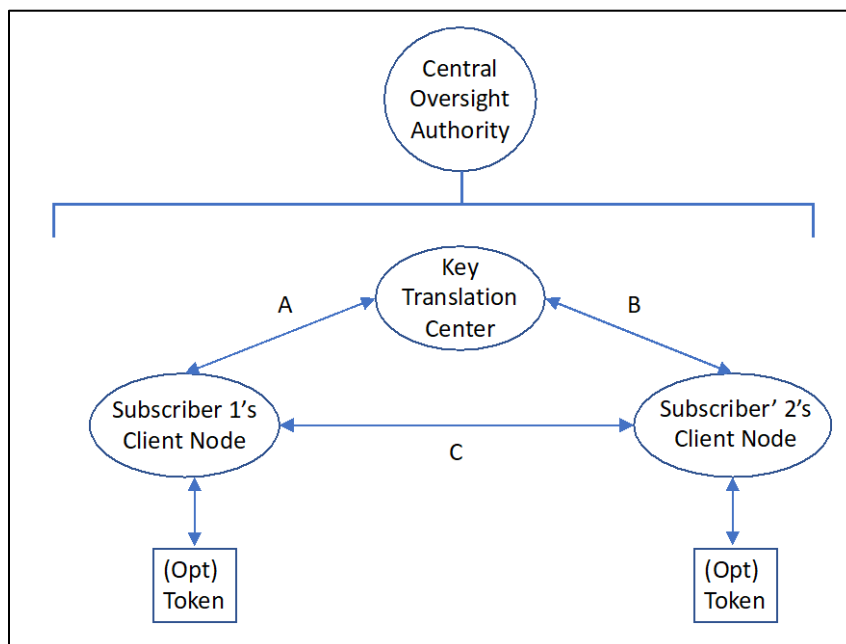 Central
Oversight
Authority
Key
Translation
Center
A
B
Subscriber 1's
Client Node
Subscriber' 2's
Client Node
C
(Opt)
Token
(Opt)
Token